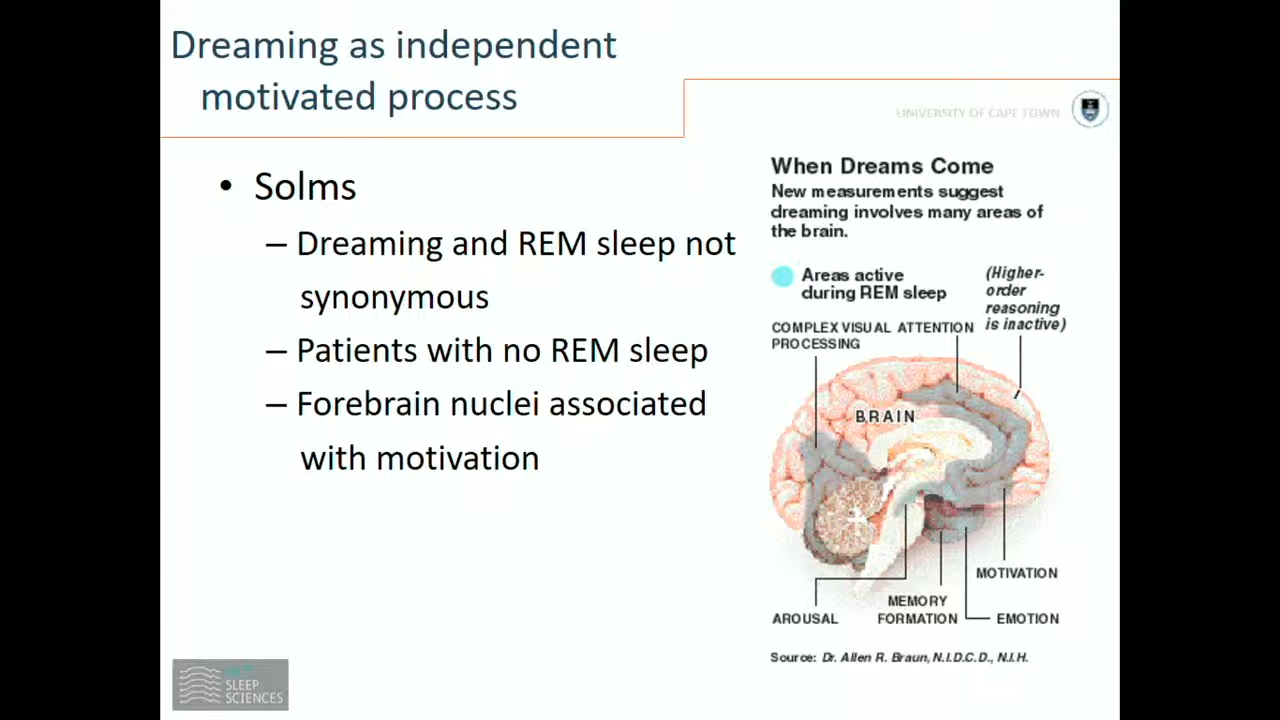 Dreaming as independent
motivated process
UNIVERSITY OF CAPE TOWN
• Solms
– Dreaming and REM sleep not
synonymous
– Patients with no REM sleep
– Forebrain nuclei associated
with motivation
When Dreams Come
New measurements suggest
dreaming involves many areas of
the brain.
Areas active
during REM sleep
(Higher-
order
reasoning
is inactive)
COMPLEX VISUAL
PROCESSING
ATTENTION
BRAIN
MOTIVATION
MEMORY
FORMATION
AROUSAL
EMOTION
Source: Dr. Allen R. Braun, N.I.D.C.D., N.I.H.
SLEEP
SCIENCES